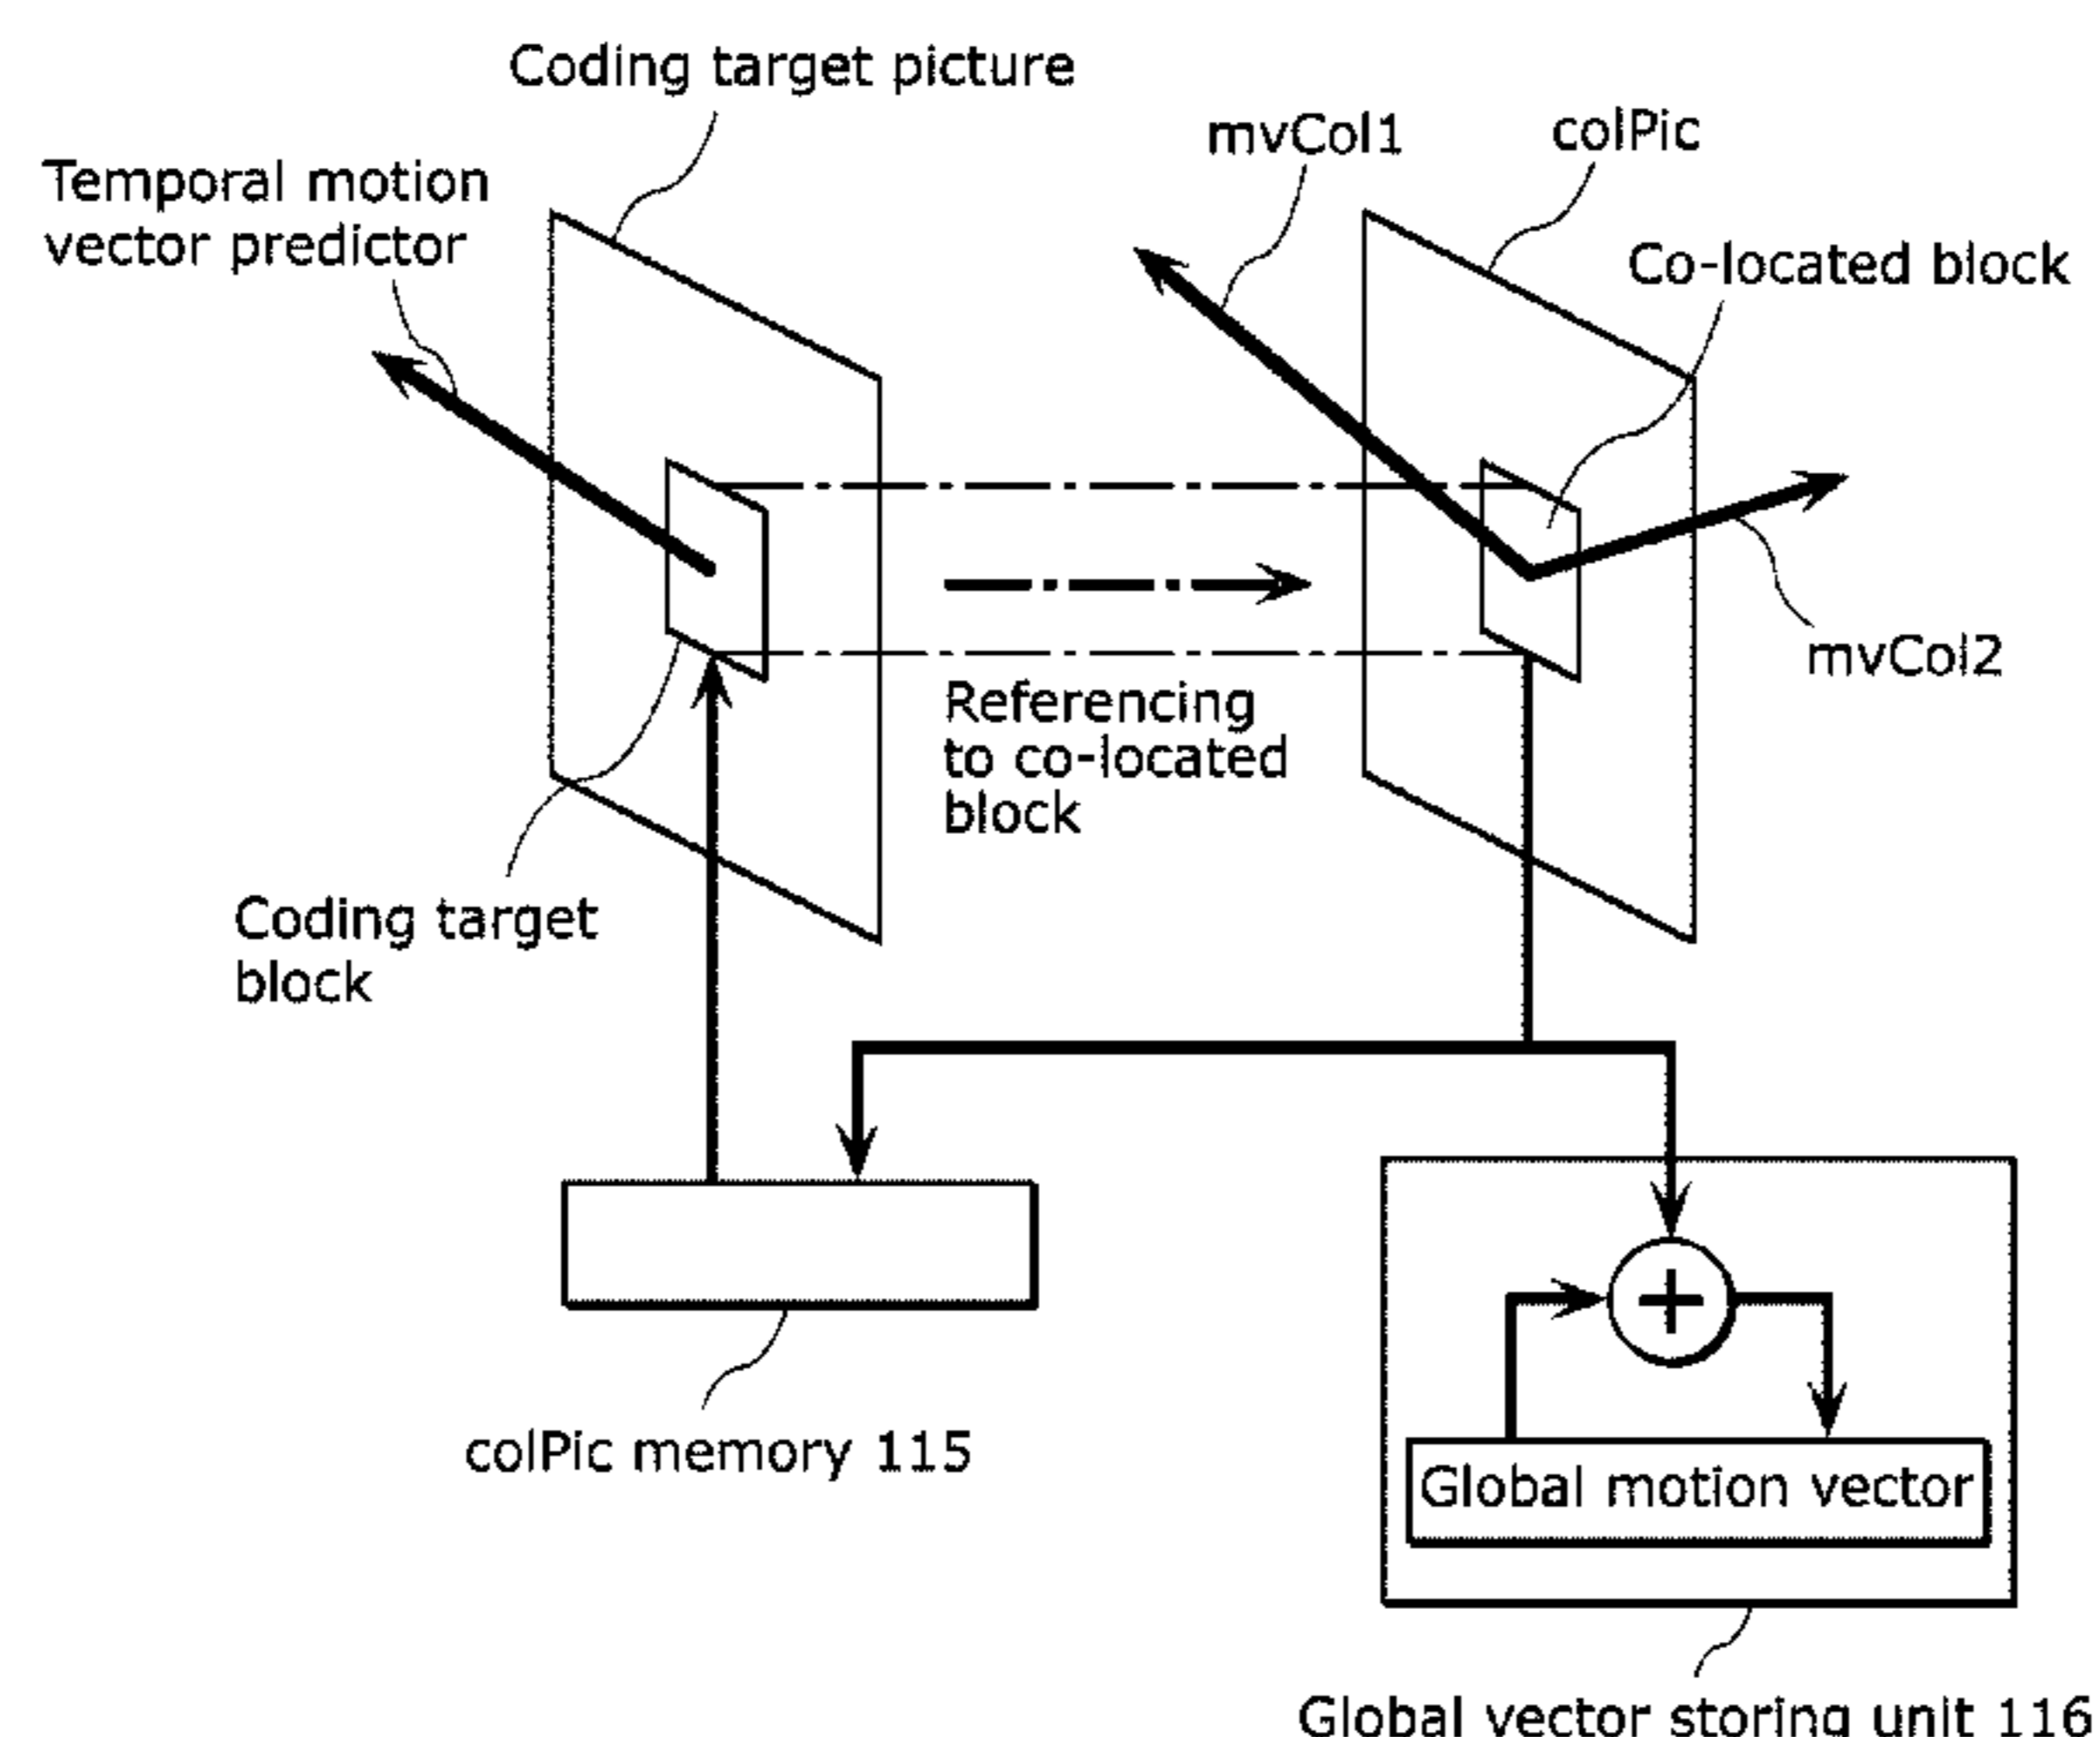 Coding target picture
mvCol1
colPic
Temporal motion
vector predictor
Co-located block
mvCol2
Referencing
to co-located
block
Coding target
block
+
colPic memory 115
Global motion vector
Global vector storing unit 116